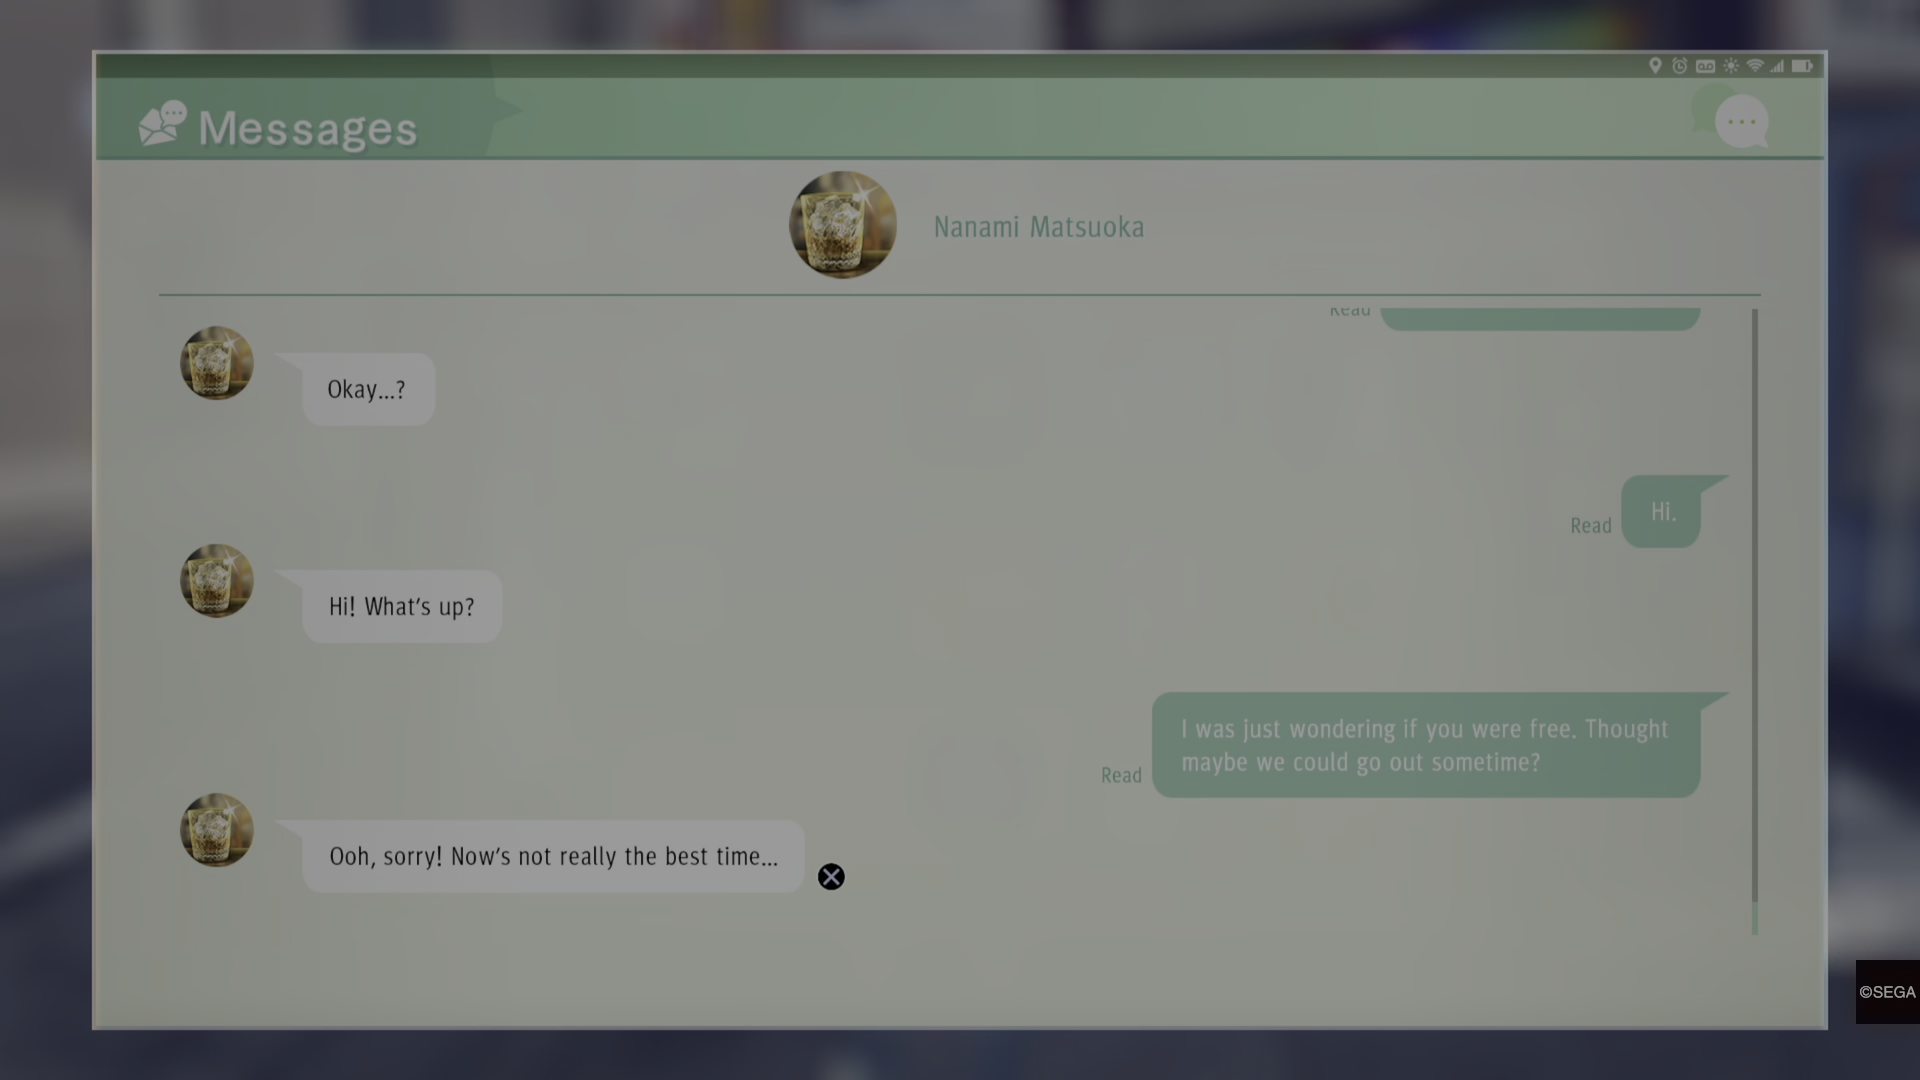 Messages
Nanami Matsuoka
Read
Okay...?
Hi.
Read
Hi! What's up?
I was just wondering if you were free. Thought
maybe we could go out sometime?
Read
Ooh, sorry! Now's not really the best time...
©SEGA